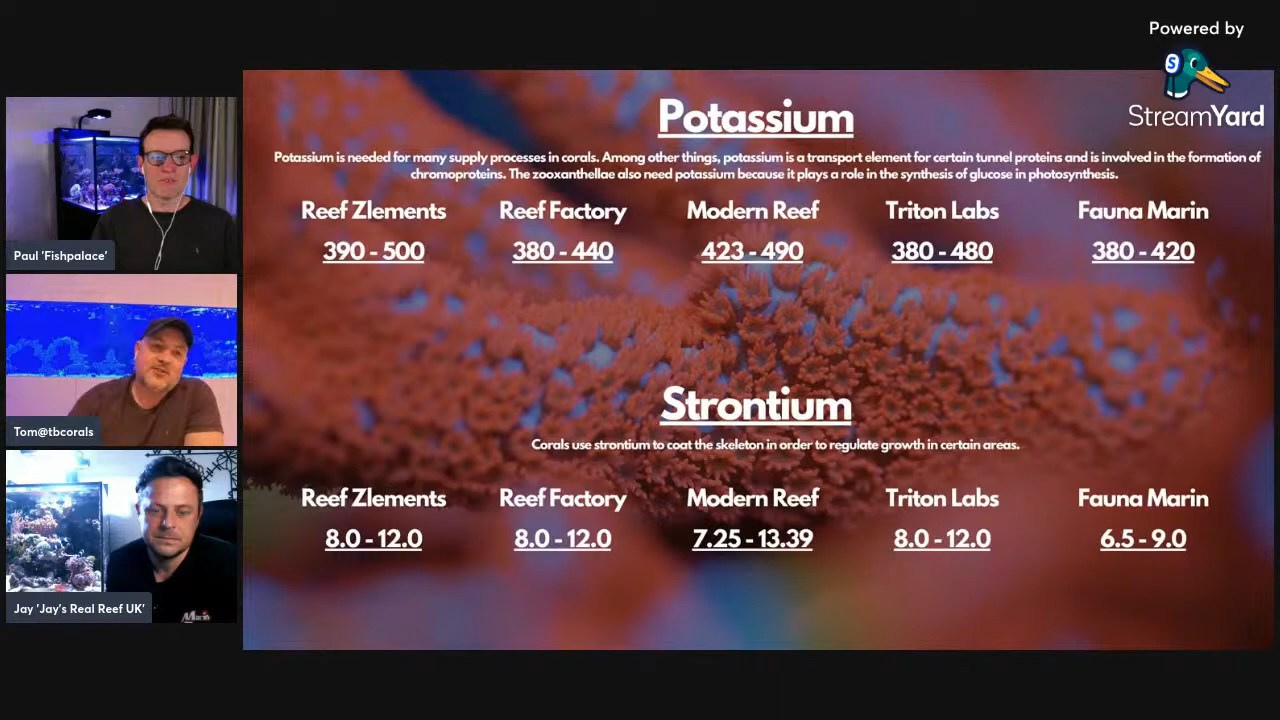 Powered by
S
StreamYard
Paul 'Fishpalace'
Tom@tbcorals
Jay 'Jay's Real Reef UK'
Potassium
Potassium is needed for many supply processes in corals. Among other things, potassium is a transport element for certain tunnel proteins and is involved in the formation of
chromoproteins. The zooxanthellae also need potassium because it plays a role in the synthesis of glucose in photosynthesis.
Reef Zlements Reef Factory Modern Reef Triton Labs Fauna Marin
390 - 500 380 - 440 423 - 490 380 - 480 380 - 420
Strontium
Corals use strontium to coat the skeleton in order to regulate growth in certain areas.
Reef Zlements Reef Factory Modern Reef Triton Labs Fauna Marin
8.0 - 12.0 8.0 - 12.0 7.25 - 13.39 8.0 - 12.0 6.5 - 9.0